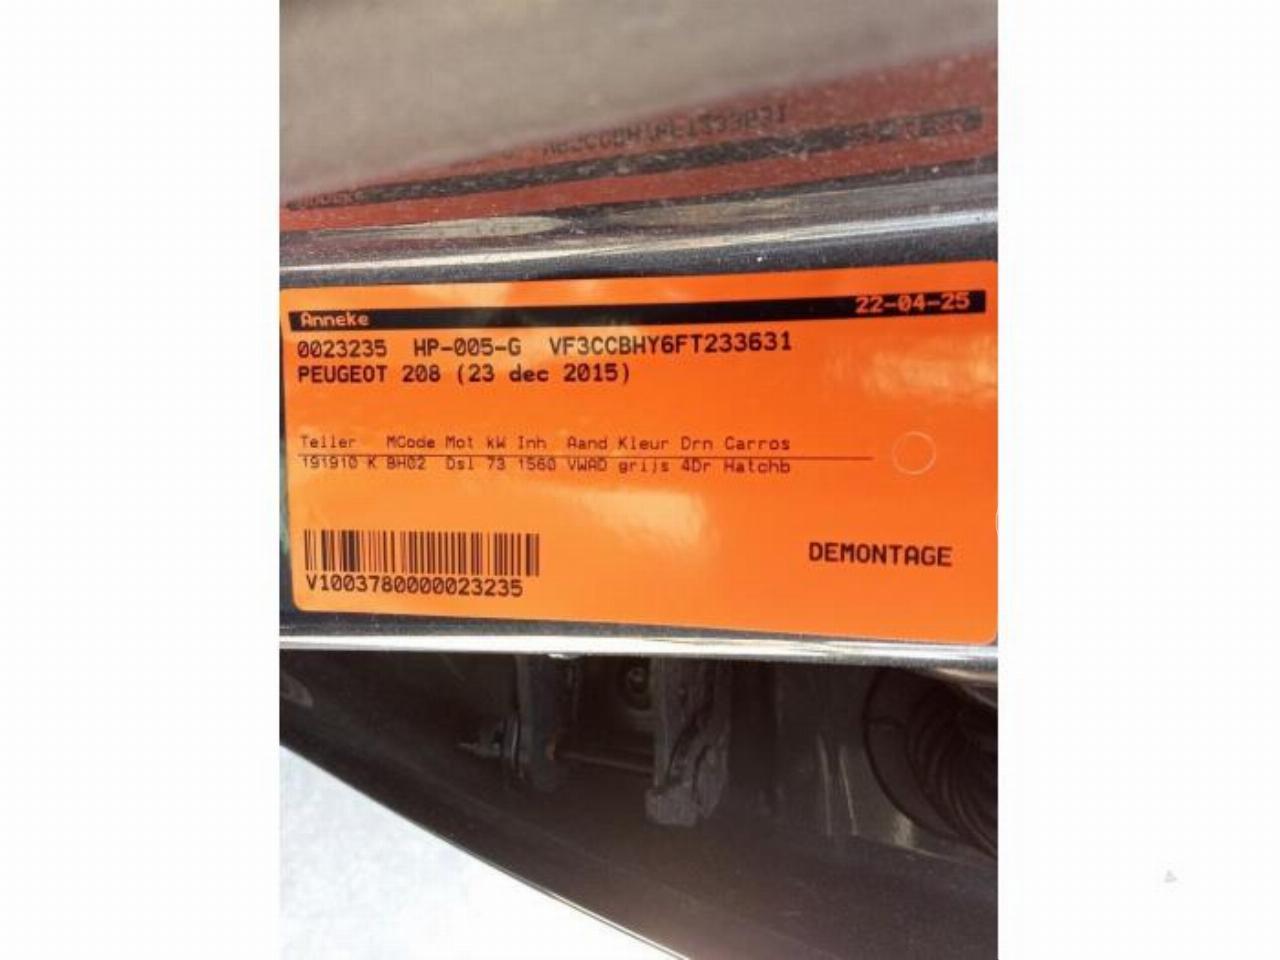 Anneke 22-04-25
0023235 HP-005-G VF3CCBHY6FT233631
PEUGEOT 208 (23 dec 2015)
Teller MCode Mot kW Inh Aand Kleur Drn Carros
191910 K BH02 Dsl 73 1560 VWAD grijs 4Dr Hatchb
DEMONTAGE
V1003780000023235